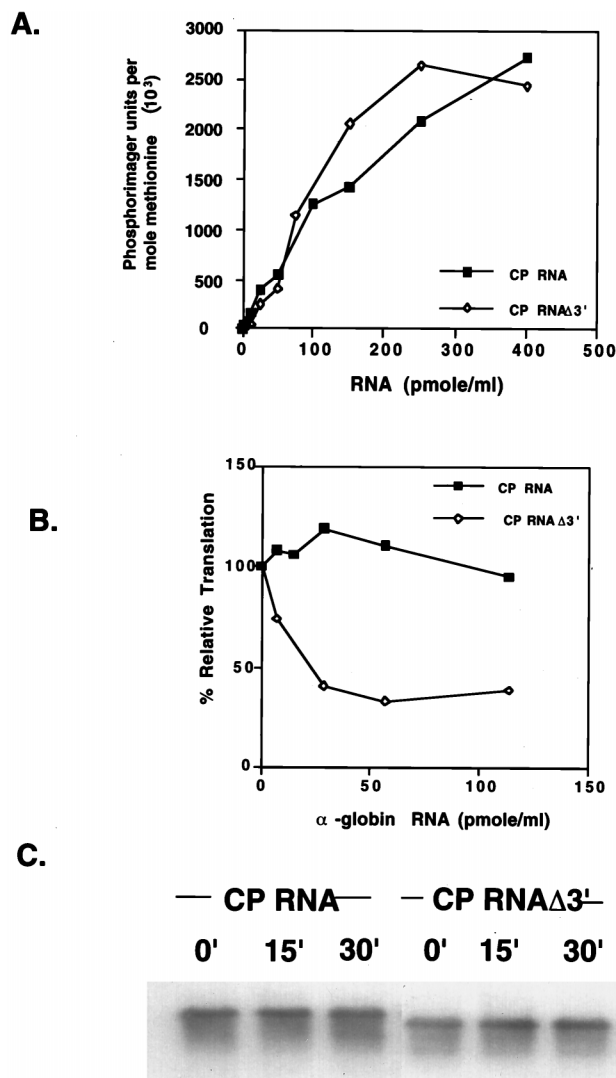 A.
Phosphorimager units per
mole methionine (10³)
3000
2500
2000
1500
1000
500
0
CP RNA
CP RNAΔ3'
0 100 200 300 400 500
RNA (pmole/ml)
B.
% Relative Translation
150
100
50
0
CP RNA
CP RNA Δ3'
0 50 100 150
α -globin RNA (pmole/ml)
C.
CP RNA CP RNAΔ3'
0' 15' 30' 0' 15' 30'